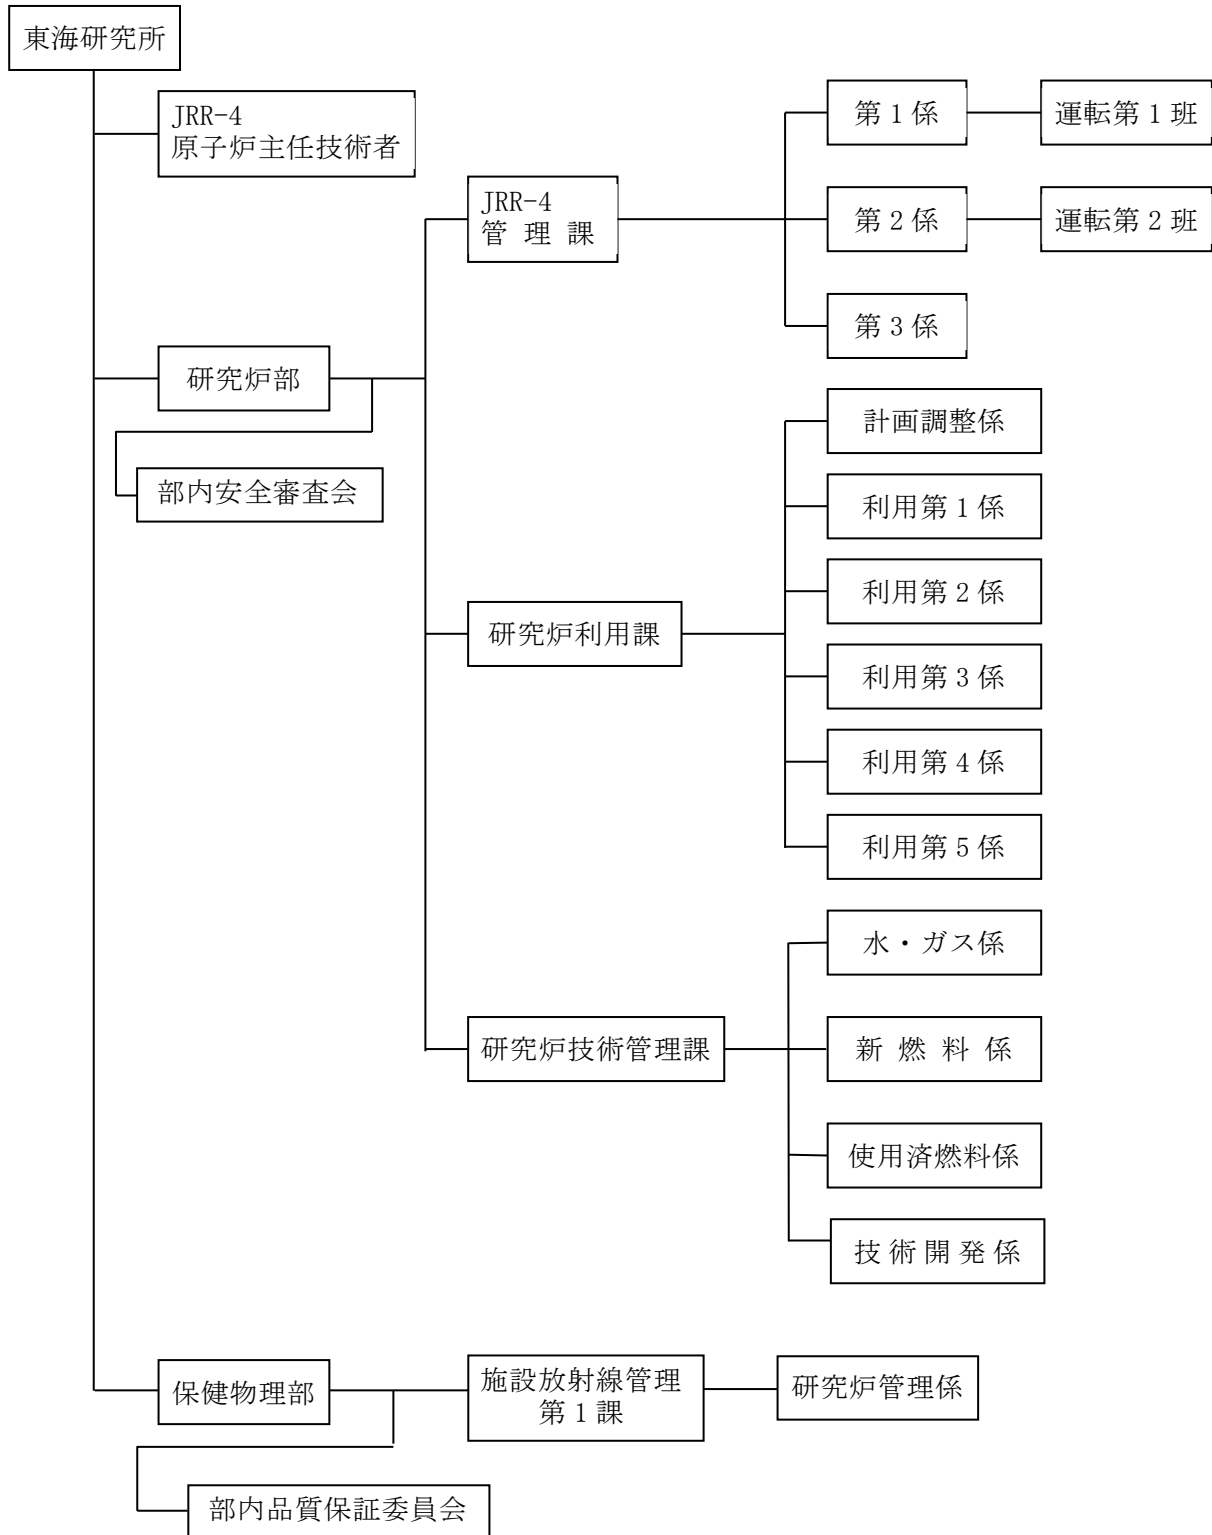 東海研究所
JRR-4
原子炉主任技術者
JRR-4
管 理 課
第１係
運転第１班
第２係
運転第２班
第３係
研究炉部
部内安全審査会
計画調整係
利用第１係
利用第２係
研究炉利用課
利用第３係
利用第４係
利用第５係
水・ガス係
研究炉技術管理課
新 燃 料 係
使用済燃料係
技 術 開 発 係
保健物理部
施設放射線管理
第１課
研究炉管理係
部内品質保証委員会